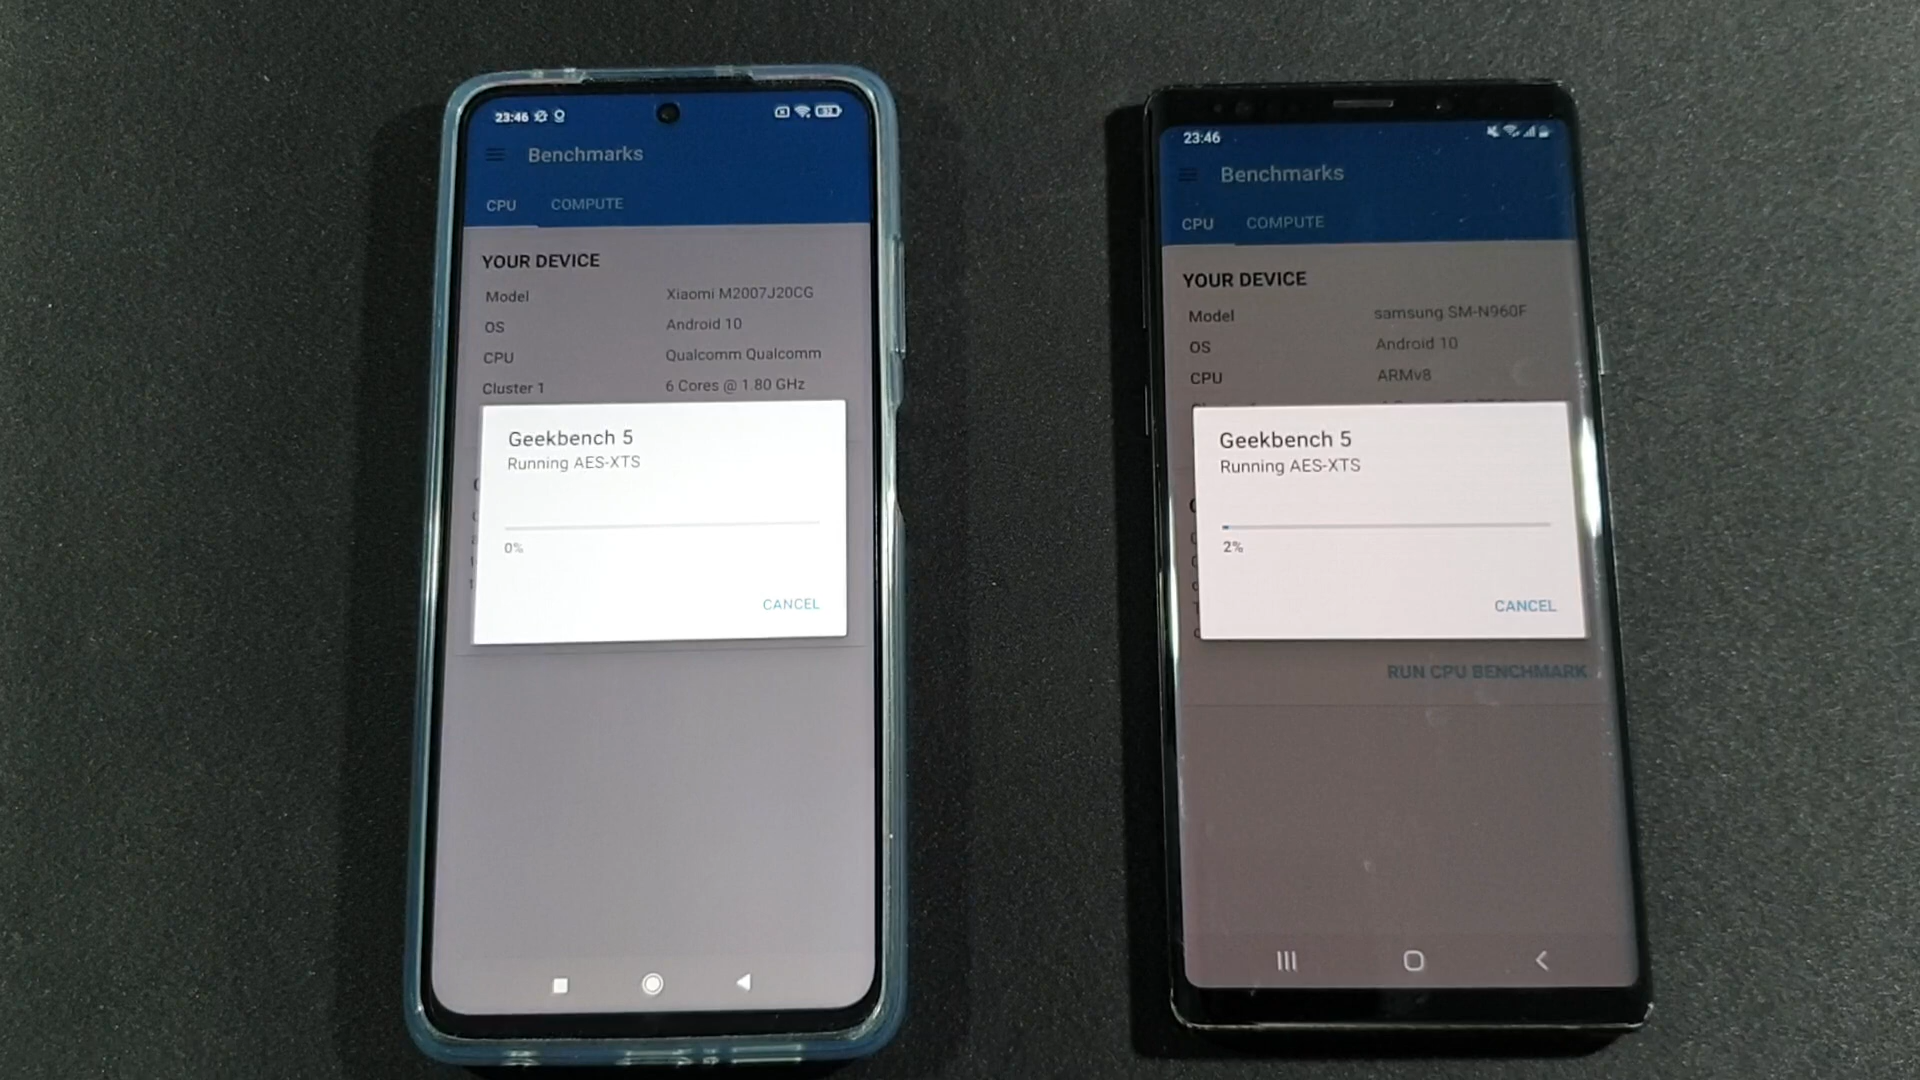 23:46
Benchmarks
CPU COMPUTE
YOUR DEVICE
Model Xiaomi M2007J20CG
OS Android 10
CPU Qualcomm Qualcomm
Cluster 1 6 Cores @ 1.80 GHz
Geekbench 5
Running AES-XTS
0%
CANCEL
23:46
Benchmarks
CPU COMPUTE
YOUR DEVICE
Model samsung SM-N960F
OS Android 10
CPU ARMv8
Geekbench 5
Running AES-XTS
2%
CANCEL
RUN CPU BENCHMARK